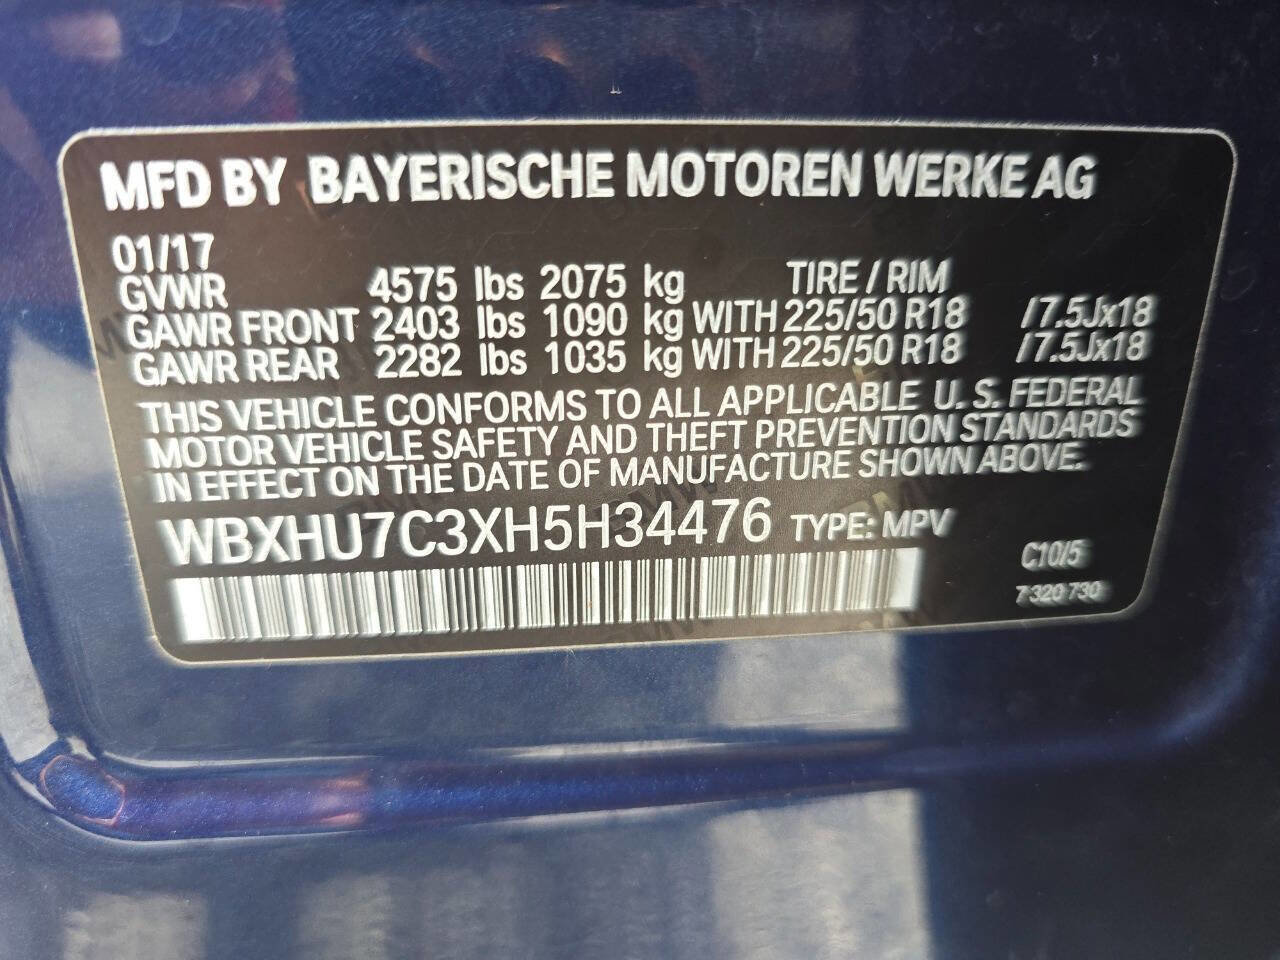 MFD BY BAYERISCHE MOTOREN WERKE AG
01/17
GVWR 4575 lbs 2075 kg TIRE / RIM
GAWR FRONT 2403 lbs 1090 kg WITH 225/50 R18 / 7.5Jx18
GAWR REAR 2282 lbs 1035 kg WITH 225/50 R18 / 7.5Jx18
THIS VEHICLE CONFORMS TO ALL APPLICABLE U. S. FEDERAL
MOTOR VEHICLE SAFETY AND THEFT PREVENTION STANDARDS
IN EFFECT ON THE DATE OF MANUFACTURE SHOWN ABOVE.
WBXHU7C3XH5H34476 TYPE: MPV
C10/5
7 320 730